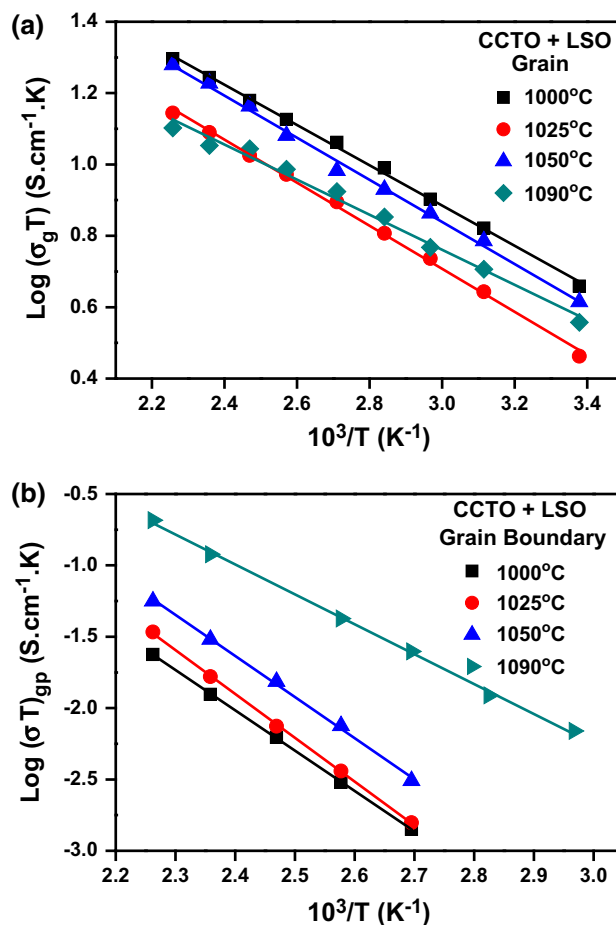 (a)
CCTO + LSO
Grain
1000°C
1025°C
1050°C
1090°C
Log (σgT) (S.cm⁻¹.K)
1.4
1.2
1.0
0.8
0.6
0.4
2.2 2.4 2.6 2.8 3.0 3.2 3.4
10³/T (K⁻¹)
(b)
CCTO + LSO
Grain Boundary
1000°C
1025°C
1050°C
1090°C
Log (σ T)gp (S.cm⁻¹.K)
-0.5
-1.0
-1.5
-2.0
-2.5
-3.0
2.2 2.3 2.4 2.5 2.6 2.7 2.8 2.9 3.0
10³/T (K⁻¹)